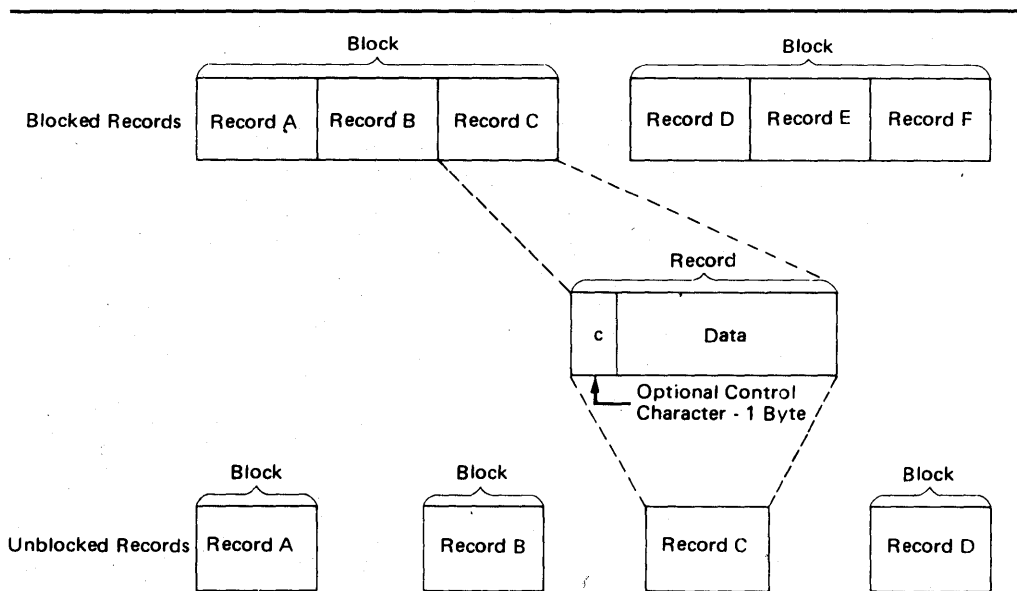 Block Block
Blocked Records Record A Record B Record C Record D Record E Record F
Record
c Data
Optional Control
Character - 1 Byte
Block Block Block
Unblocked Records Record A Record B Record C Record D